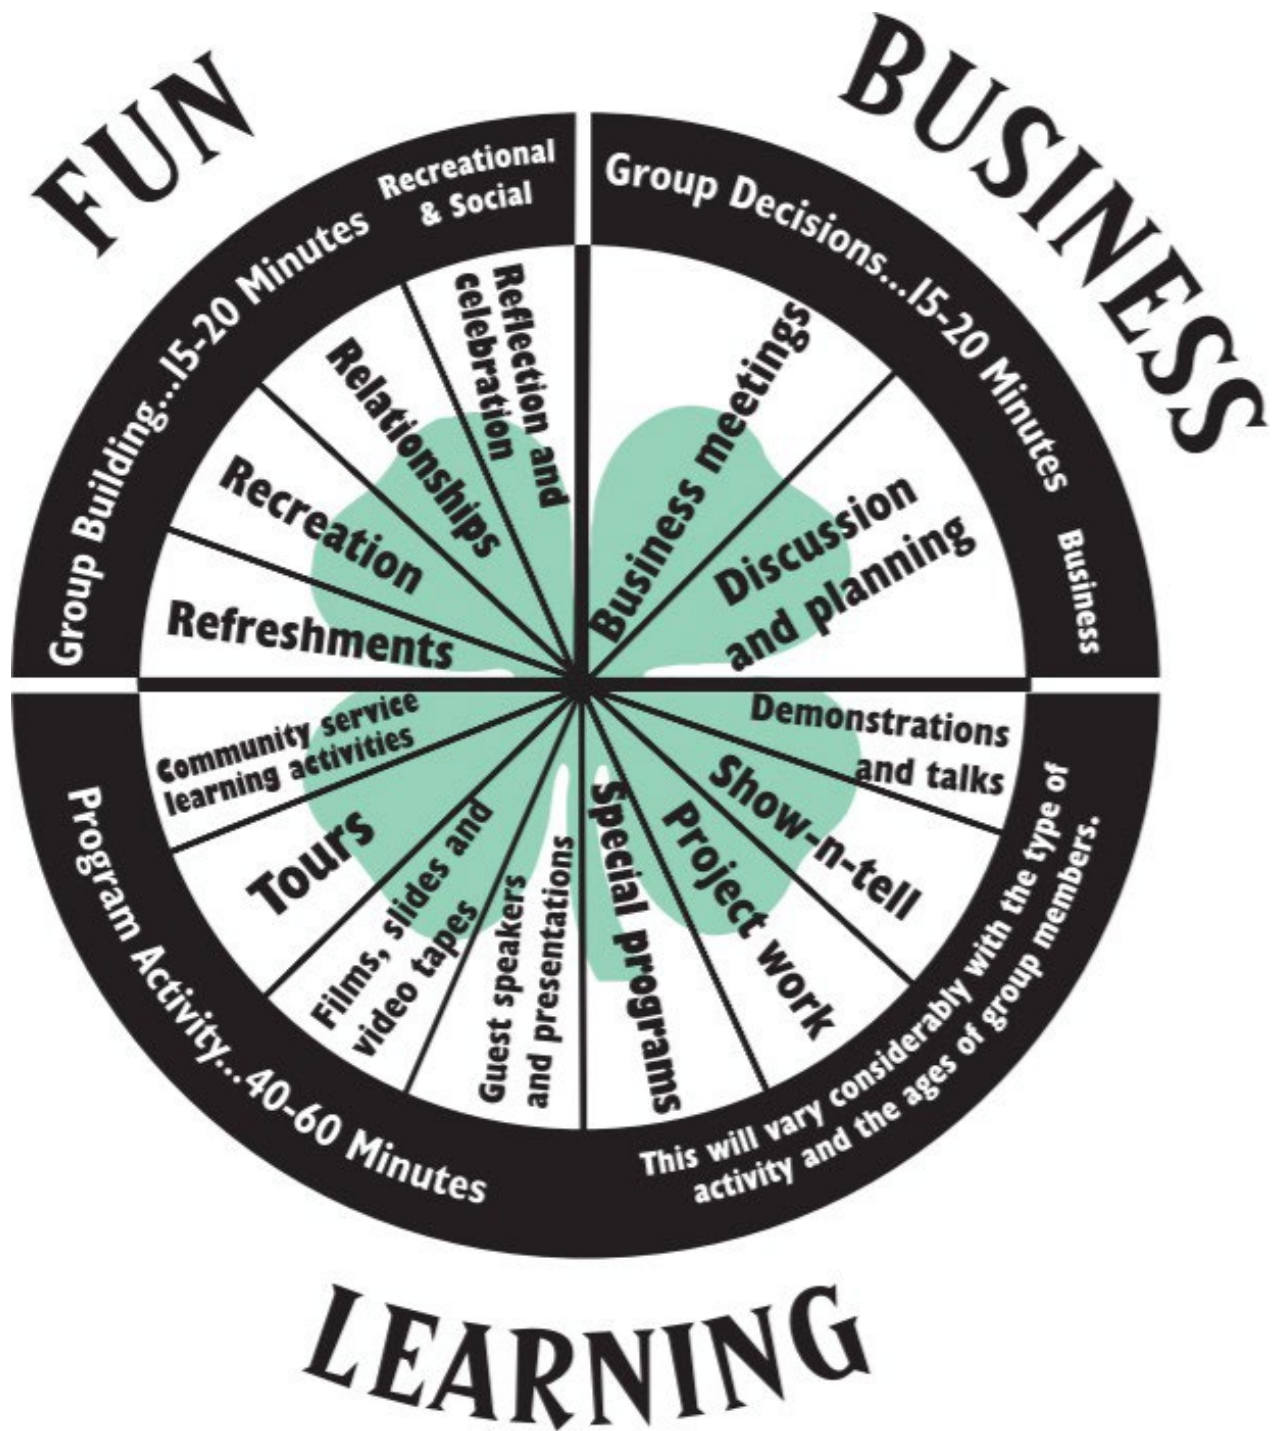 FUN
BUSINESS
Group Building...15-20 Minutes
Recreational
& Social
Group Decisions...15-20 Minutes
Business
Reflection and
celebration
Relationships
Recreation
Refreshments
Business meetings
Discussion
and planning
Demonstrations
and talks
Show-n-tell
Project work
Special programs
Guest speakers
and presentations
Films, slides and
video tapes
Tours
Community service
learning activities
Program Activity...40-60 Minutes
This will vary considerably with the type of
activity and the ages of group members.
LEARNING